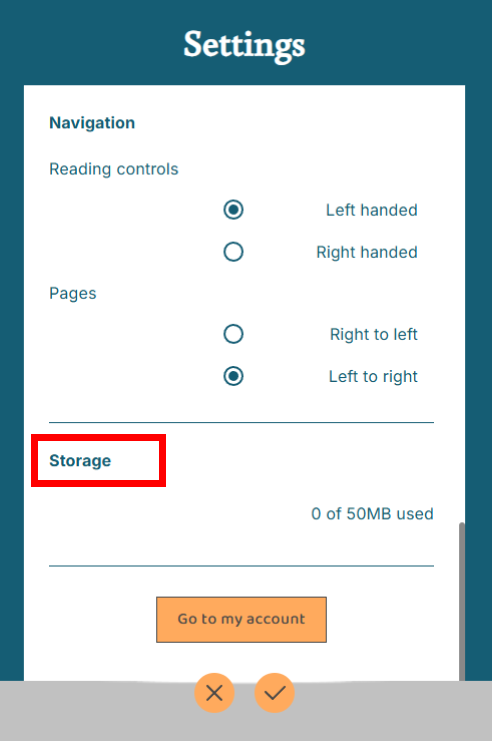 Settings
Navigation
Reading controls
Left handed
Right handed
Pages
Right to left
Left to right
Storage
0 of 50MB used
Go to my account